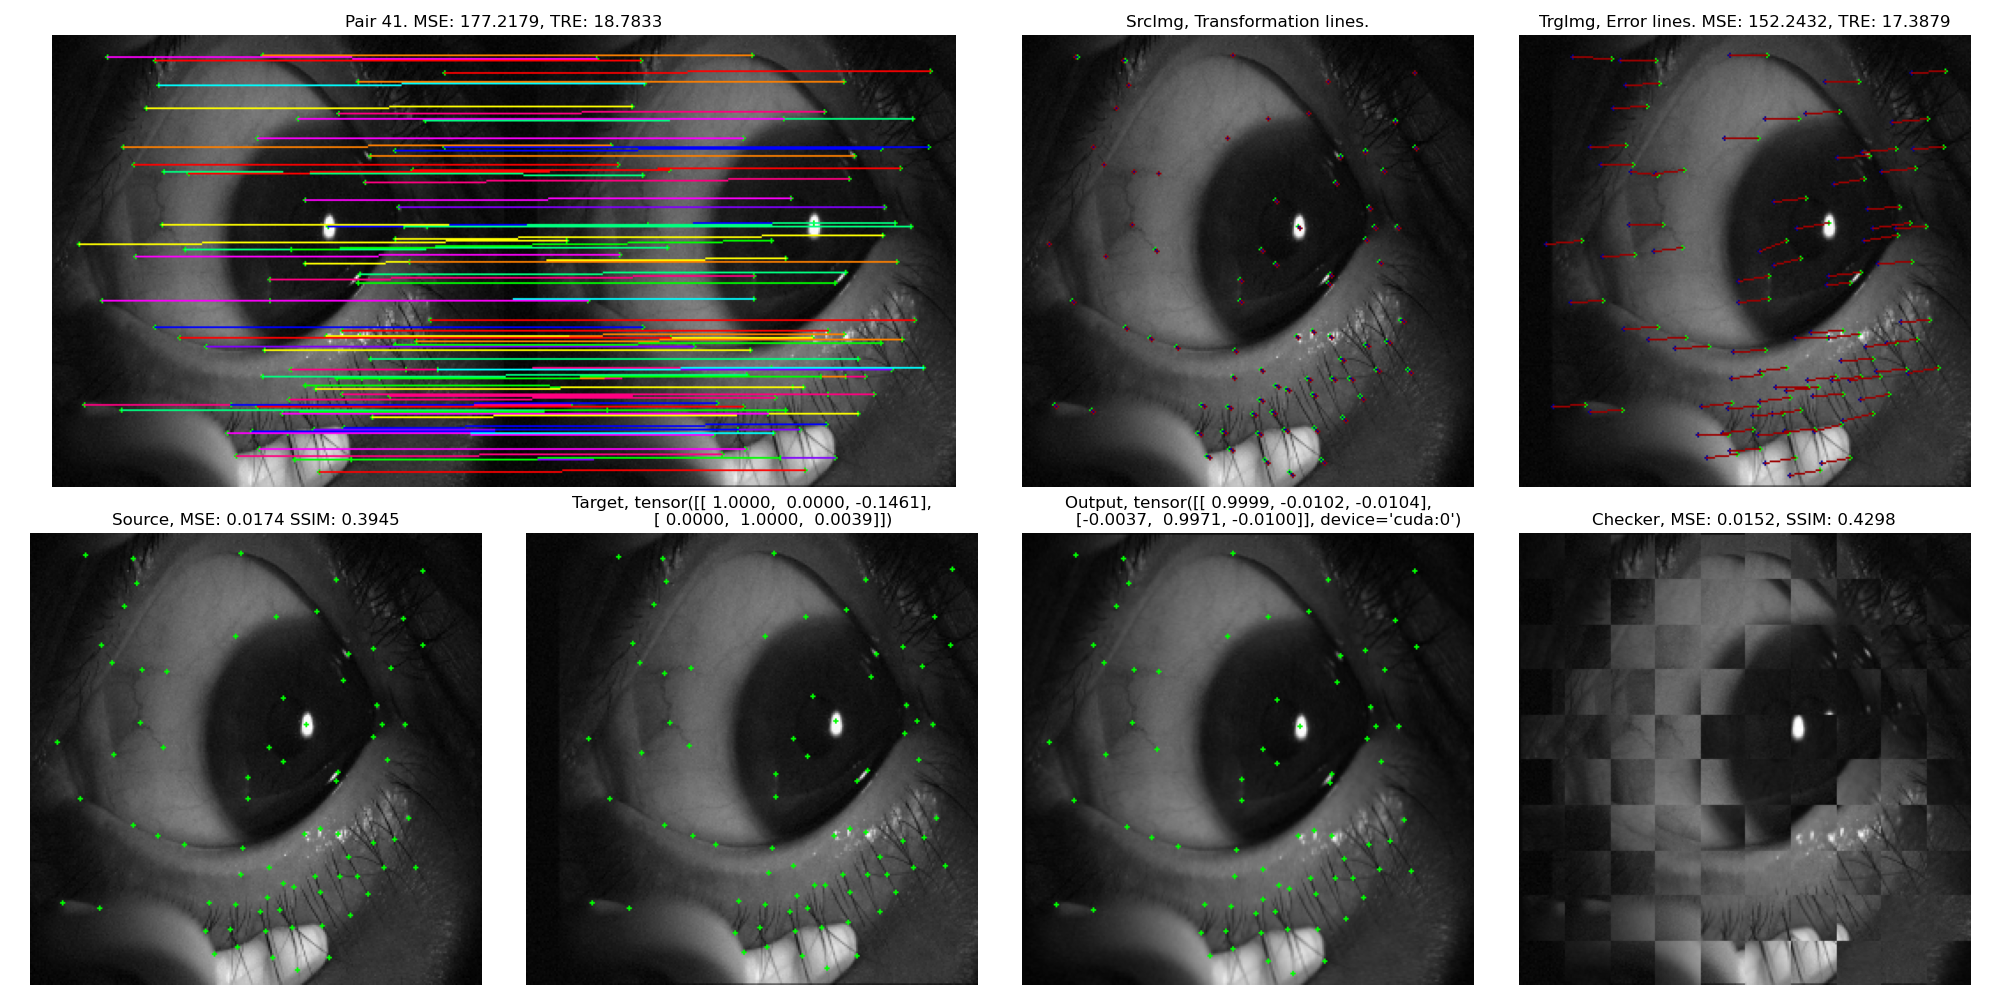 Pair 41. MSE: 177.2179, TRE: 18.7833
SrcImg, Transformation lines.
TrgImg, Error lines. MSE: 152.2432, TRE: 17.3879
Source, MSE: 0.0174 SSIM: 0.3945
Target, tensor([[ 1.0000,  0.0000, -0.1461],
[ 0.0000,  1.0000,  0.0039]])
Output, tensor([[ 0.9999, -0.0102, -0.0104],
[-0.0037,  0.9971, -0.0100]], device='cuda:0')
Checker, MSE: 0.0152, SSIM: 0.4298